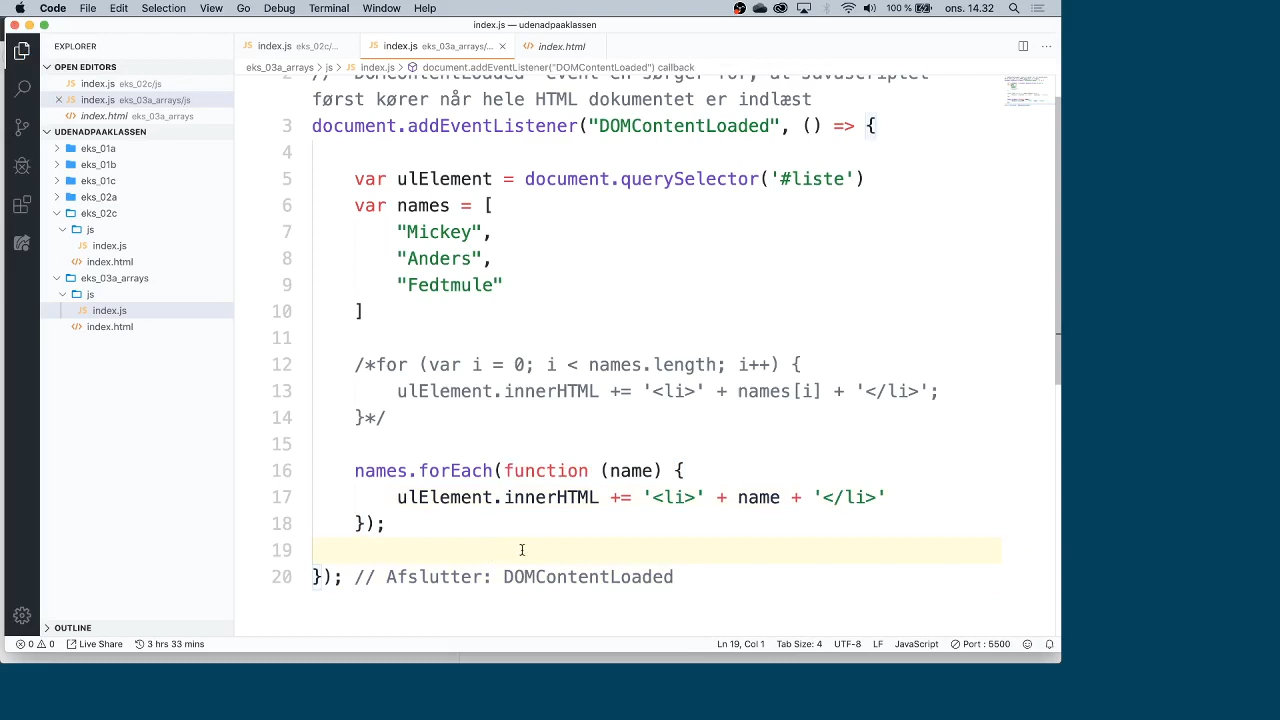 Code File Edit Selection View Go Debug Terminal Window Help 100 % ons. 14.32
index.js — udenadpaaklassen
EXPLORER
OPEN EDITORS
index.js eks_02c/js
index.js eks_03a_arrays/js
index.html eks_03a_arrays
UDENADPAAKLASSEN
eks_01a
eks_01b
eks_01c
eks_02a
eks_02c
js
index.js
index.html
eks_03a_arrays
js
index.js
index.html
OUTLINE
index.js eks_02c/... index.js eks_03a_arrays/... index.html
eks_03a_arrays › js › index.js › document.addEventListener("DOMContentLoaded") callback
først kører når hele HTML dokumentet er indlæst
3 document.addEventListener("DOMContentLoaded", () => {
4
5 var ulElement = document.querySelector('#liste')
6 var names = [
7 "Mickey",
8 "Anders",
9 "Fedtmule"
10 ]
11
12 /*for (var i = 0; i < names.length; i++) {
13 ulElement.innerHTML += '<li>' + names[i] + '</li>';
14 }*/
15
16 names.forEach(function (name) {
17 ulElement.innerHTML += '<li>' + name + '</li>'
18 });
19
20 }); // Afslutter: DOMContentLoaded
0 0 Live Share 3 hrs 33 mins Ln 19, Col 1 Tab Size: 4 UTF-8 LF JavaScript Port : 5500